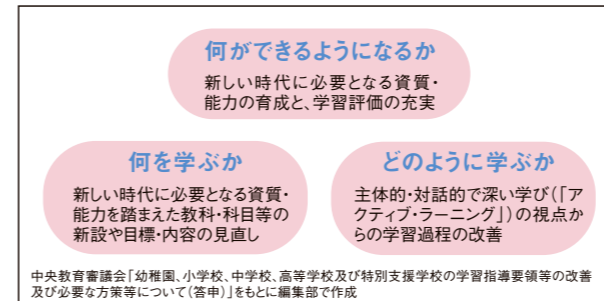 何ができるようになるか
新しい時代に必要となる資質・
能力の育成と、学習評価の充実
何を学ぶか
新しい時代に必要となる資質・
能力を踏まえた教科・科目等の
新設や目標・内容の見直し
どのように学ぶか
主体的・対話的で深い学び(「ア
クティブ・ラーニング」)の視点か
らの学習過程の改善
中央教育審議会「幼稚園、小学校、中学校、高等学校及び特別支援学校の学習指導要領等の改善
及び必要な方策等について(答申)」をもとに編集部で作成